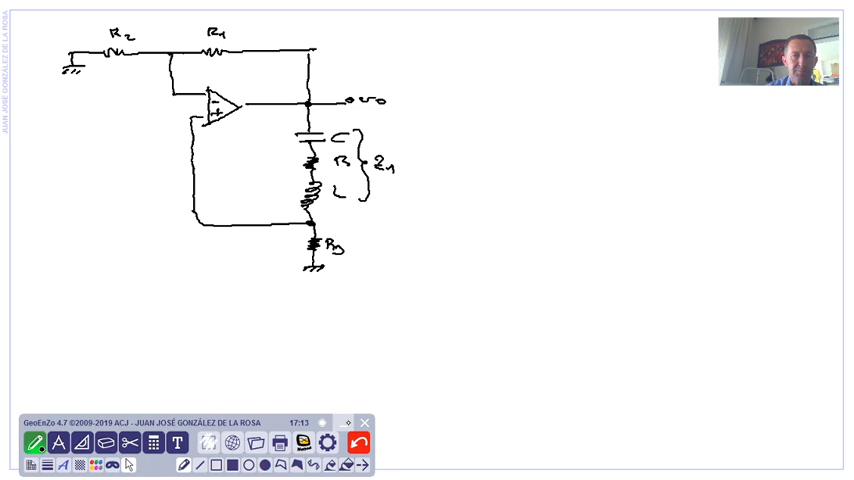 JUAN JOSÉ GONZÁLEZ DE LA ROSA
R2 R1
- 
+
vo
C
R
Z1
L
R3
GeoEnZo 4.7 ©2009-2019 ACJ - JUAN JOSÉ GONZÁLEZ DE LA ROSA 17:13